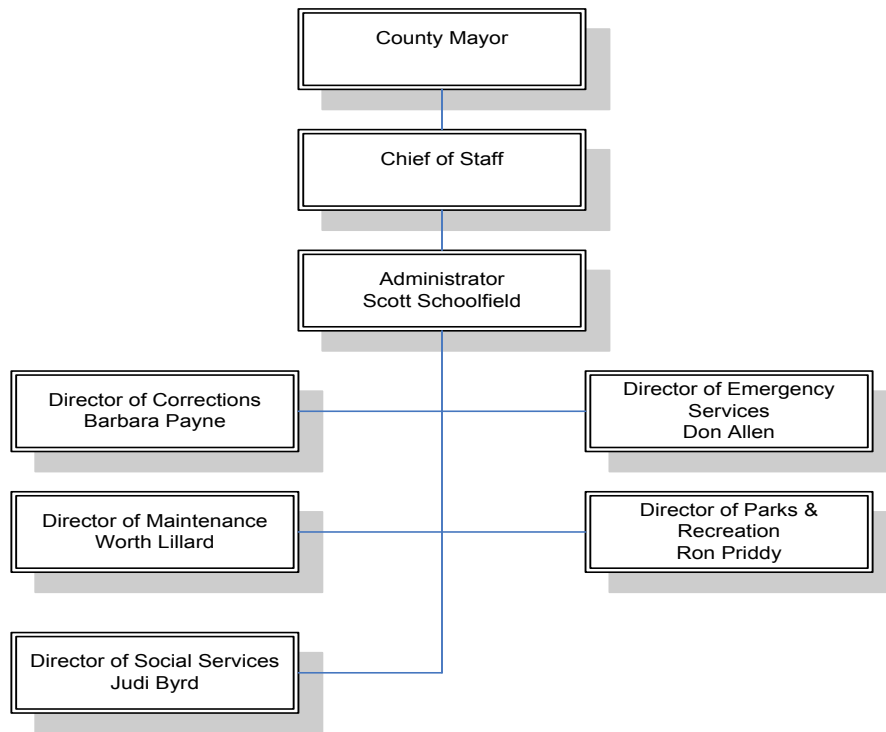 County Mayor
Chief of Staff
Administrator
Scott Schoolfield
Director of Corrections
Barbara Payne
Director of Emergency
Services
Don Allen
Director of Maintenance
Worth Lillard
Director of Parks &
Recreation
Ron Priddy
Director of Social Services
Judi Byrd